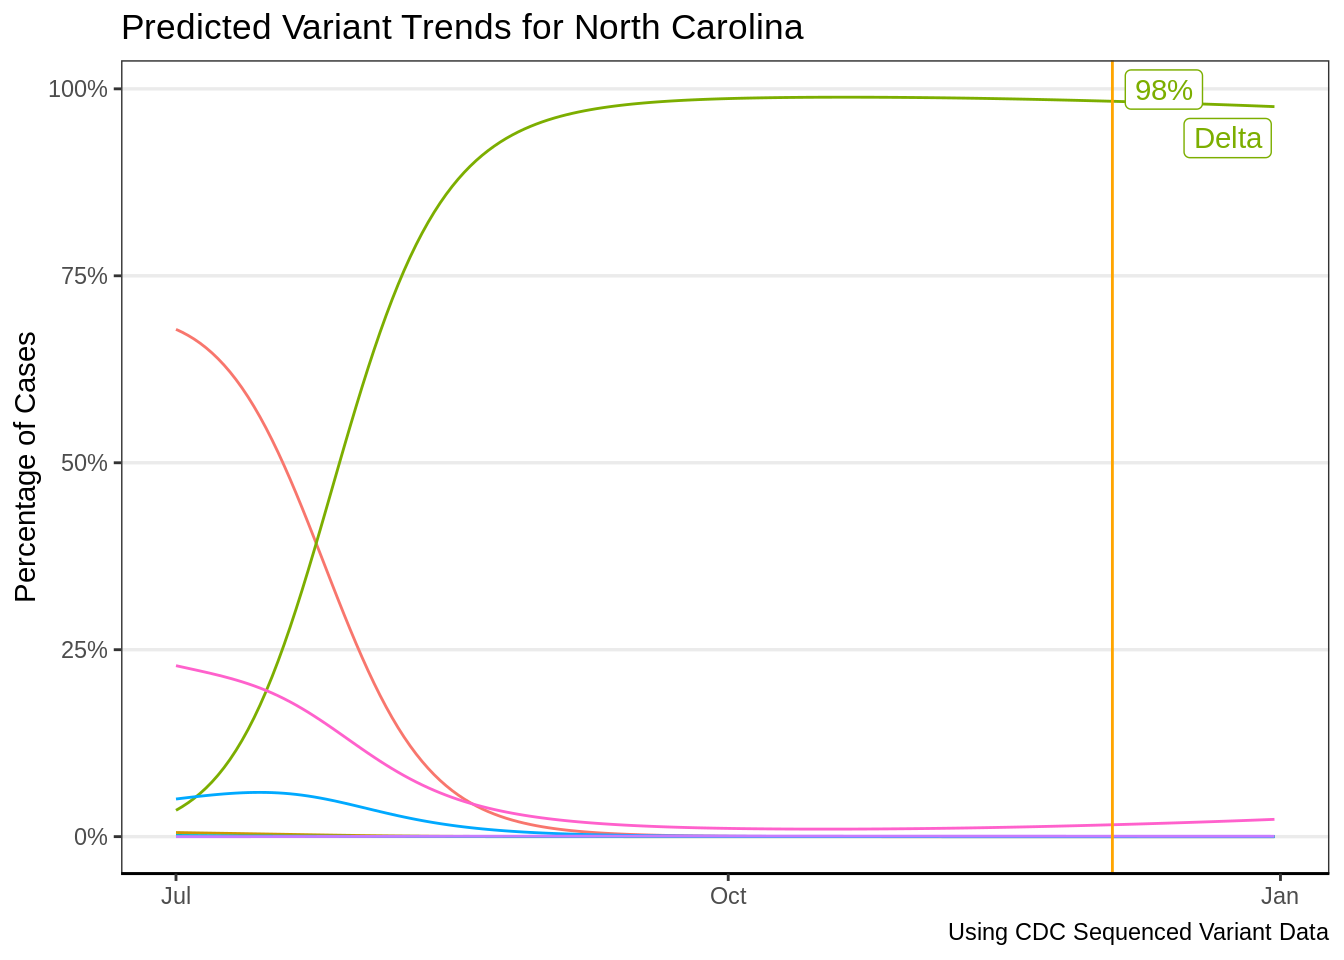 Predicted Variant Trends for North Carolina
100%
98%
Delta
75%
50%
25%
0%
Percentage of Cases
Jul
Oct
Jan
Using CDC Sequenced Variant Data